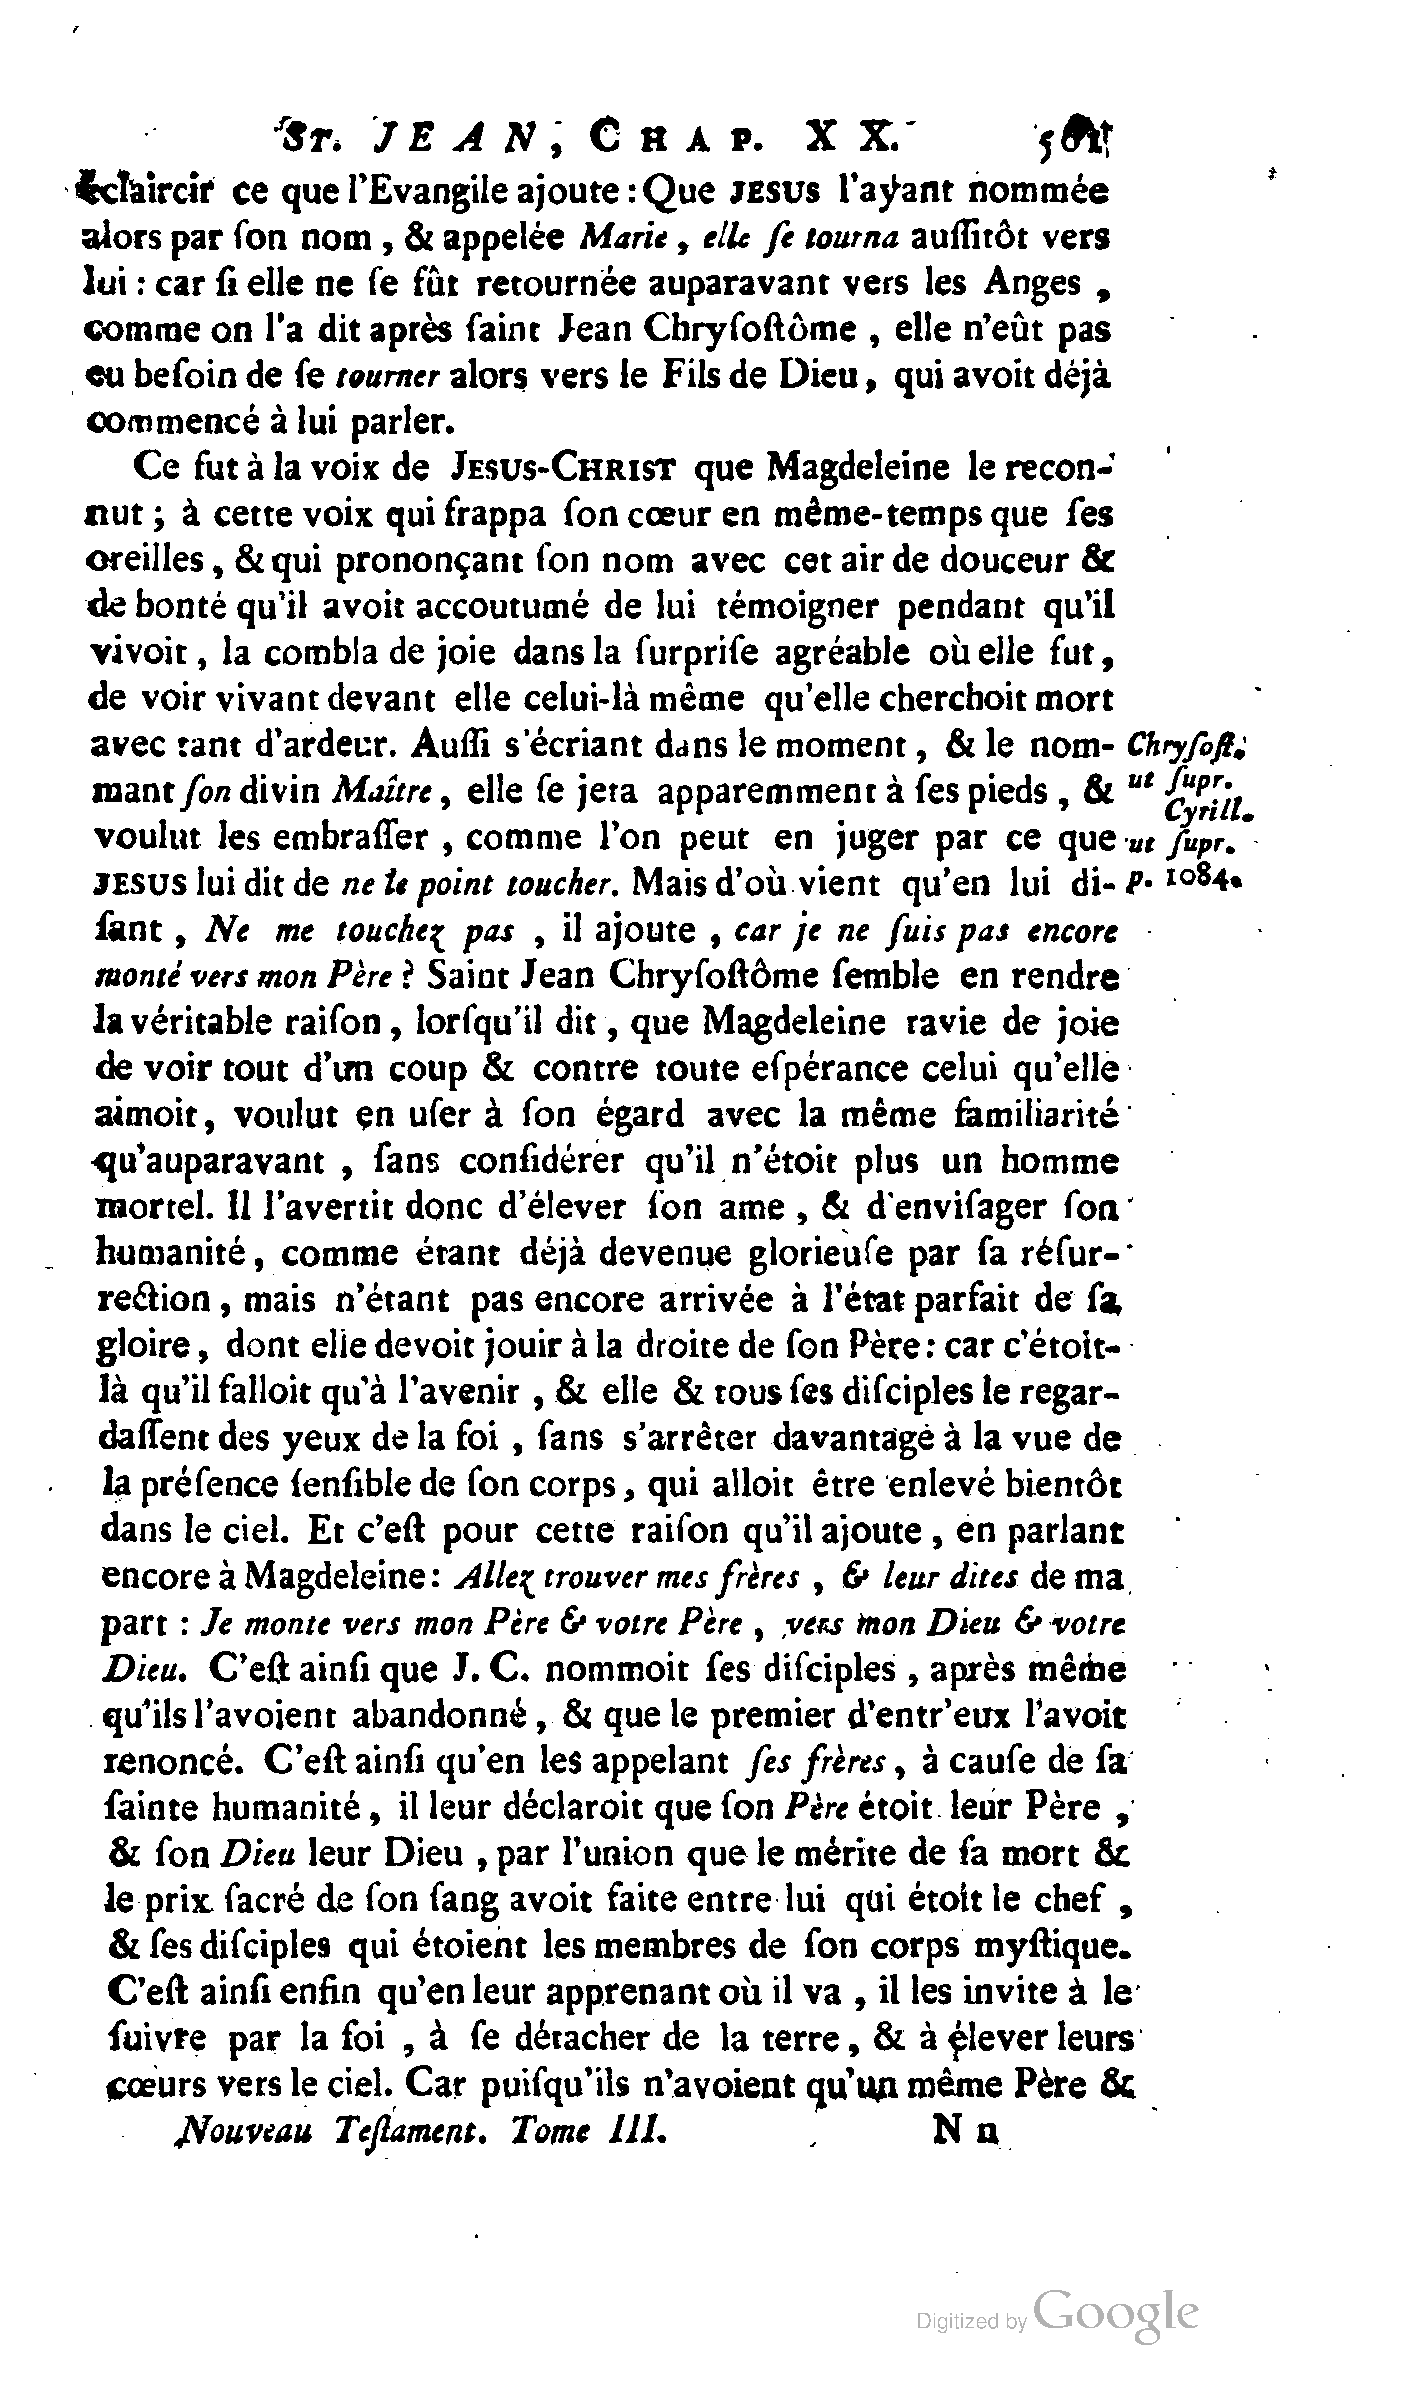 ST. JEAN, CHAP. XX.
éclaircir ce que l'Evangile ajoute : Que JESUS l'ayant nommée
alors par ſon nom, & appelée Marie, elle ſe tourna auſſitôt vers
lui : car ſi elle ne ſe fût retournée auparavant vers les Anges,
comme on l'a dit après ſaint Jean Chryſoſtôme, elle n'eût pas
eu beſoin de ſe tourner alors vers le Fils de Dieu, qui avoit déjà
commencé à lui parler.
Ce fut à la voix de JESUS-CHRIST que Magdeleine le recon-
nut ; à cette voix qui frappa ſon cœur en même-temps que ſes
oreilles, & qui prononçant ſon nom avec cet air de douceur &
de bonté qu'il avoit accoutumé de lui témoigner pendant qu'il
vivoit, la combla de joie dans la ſurpriſe agréable où elle fut,
de voir vivant devant elle celui-là même qu'elle cherchoit mort
avec tant d'ardeur. Auſſi s'écriant dans le moment, & le nom-
mant ſon divin Maître, elle ſe jeta apparemment à ſes pieds, &
voulut les embraſſer, comme l'on peut en juger par ce que
JESUS lui dit de ne le point toucher. Mais d'où vient qu'en lui di-
ſant, Ne me touchez pas, il ajoute, car je ne ſuis pas encore
monté vers mon Père ? Saint Jean Chryſoſtôme ſemble en rendre
la véritable raiſon, lorſqu'il dit, que Magdeleine ravie de joie
de voir tout d'un coup & contre toute eſpérance celui qu'elle
aimoit, voulut en uſer à ſon égard avec la même familiarité
qu'auparavant, ſans conſidérer qu'il n'étoit plus un homme
mortel. Il l'avertit donc d'élever ſon ame, & d'enviſager ſon
humanité, comme étant déjà devenue glorieuſe par ſa réſur-
rection, mais n'étant pas encore arrivée à l'état parfait de ſa
gloire, dont elle devoit jouir à la droite de ſon Père : car c'étoit-
là qu'il falloit qu'à l'avenir, & elle & tous ſes diſciples le regar-
daſſent des yeux de la foi, ſans s'arrêter davantage à la vue de
la préſence ſenſible de ſon corps, qui alloit être enlevé bientôt
dans le ciel. Et c'eſt pour cette raiſon qu'il ajoute, en parlant
encore à Magdeleine : Allez trouver mes frères, & leur dites de ma
part : Je monte vers mon Père & votre Père, vers mon Dieu & votre
Dieu. C'eſt ainſi que J. C. nommoit ſes diſciples, après même
qu'ils l'avoient abandonné, & que le premier d'entr'eux l'avoit
renoncé. C'eſt ainſi qu'en les appelant ſes frères, à cauſe de ſa
ſainte humanité, il leur déclaroit que ſon Père étoit leur Père,
& ſon Dieu leur Dieu, par l'union que le mérite de ſa mort &
le prix ſacré de ſon ſang avoit faite entre lui qui étoit le chef,
& ſes diſciples qui étoient les membres de ſon corps myſtique.
C'eſt ainſi enfin qu'en leur apprenant où il va, il les invite à le
ſuivre par la foi, à ſe détacher de la terre, & à élever leurs
cœurs vers le ciel. Car puiſqu'ils n'avoient qu'un même Père &
Nouveau Teſtament. Tome III. N n
Chryſoſt.
ut ſupr.
Cyrill.
ut ſupr.
p. 1084.
Digitized by Google